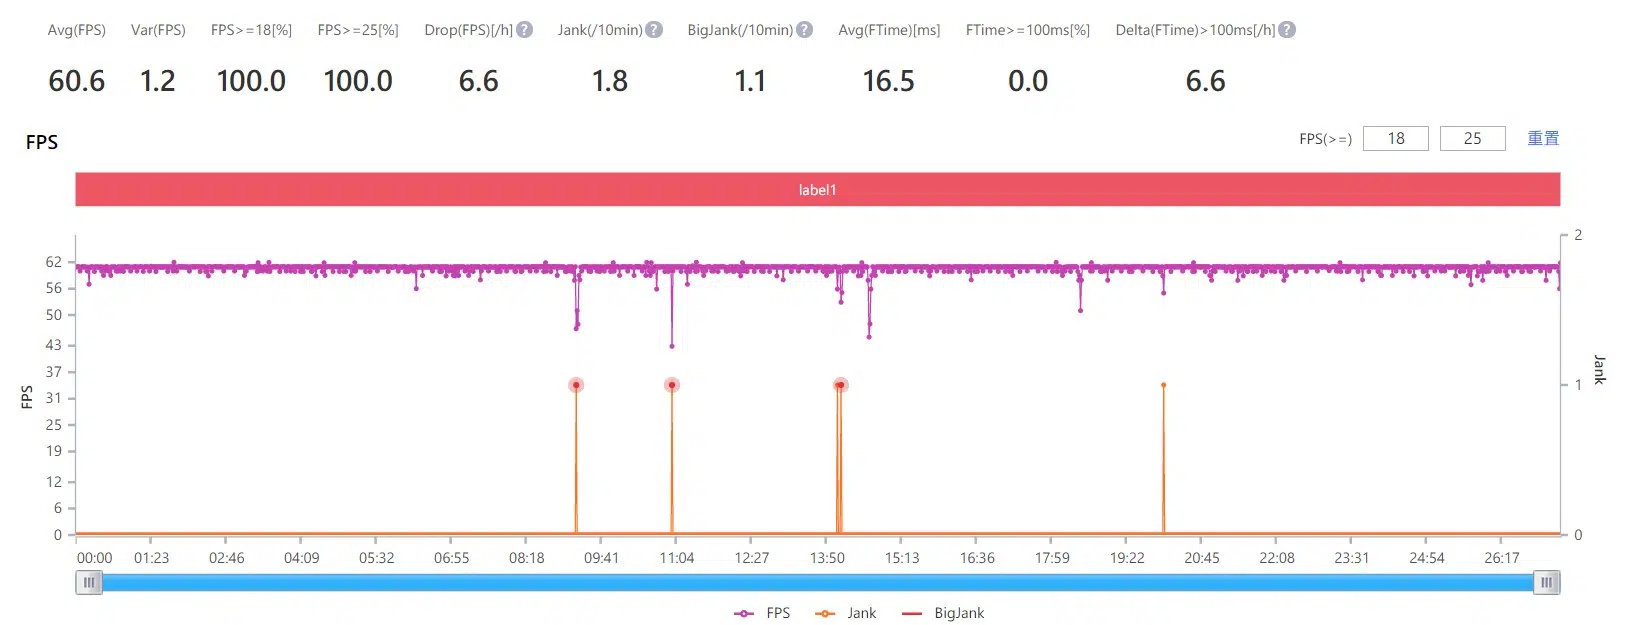 Avg(FPS) Var(FPS) FPS>=18[%] FPS>=25[%] Drop(FPS)[/h] ? Jank(/10min) ? BigJank(/10min) ? Avg(FTime)[ms] FTime>=100ms[%] Delta(FTime)>100ms[/h] ?
60.6 1.2 100.0 100.0 6.6 1.8 1.1 16.5 0.0 6.6
FPS
FPS(>=) 18 25 重置
label1
62
56
50
43
37
31
25
19
12
6
0
FPS
2
1
0
Jank
00:00 01:23 02:46 04:09 05:32 06:55 08:18 09:41 11:04 12:27 13:50 15:13 16:36 17:59 19:22 20:45 22:08 23:31 24:54 26:17
FPS Jank BigJank